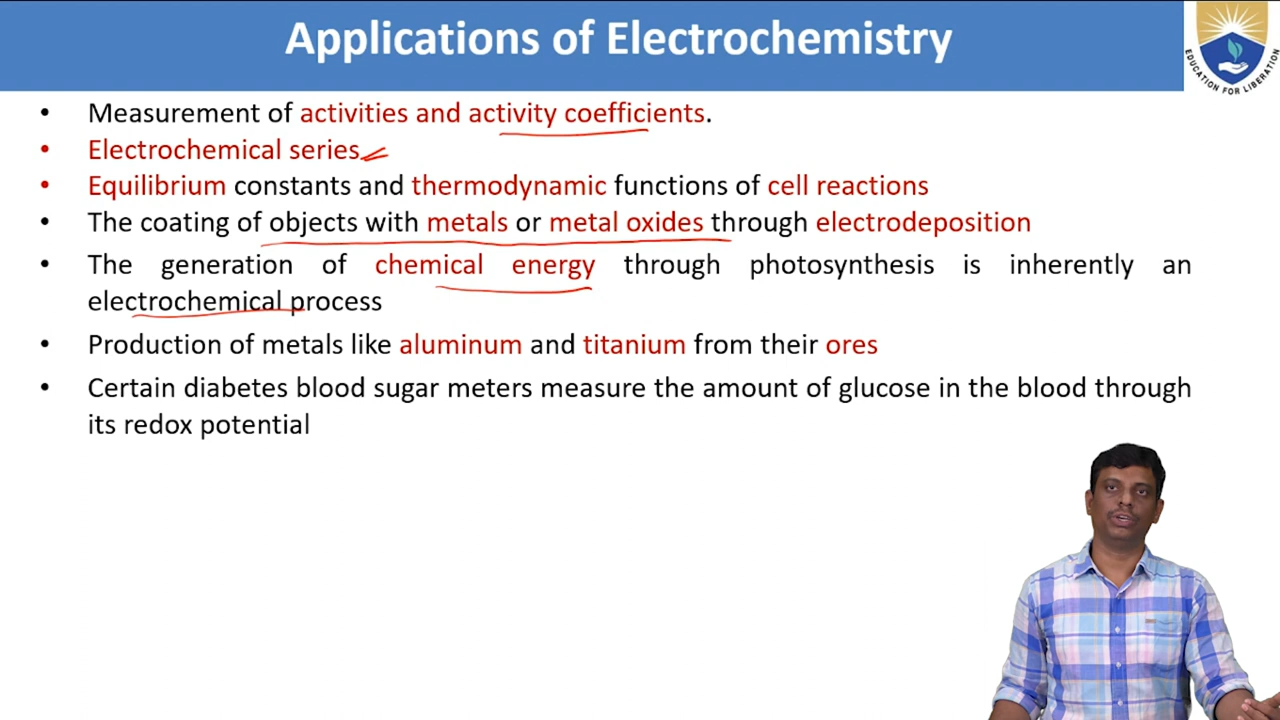 Applications of Electrochemistry
EDUCATION FOR LIBERATION
• Measurement of activities and activity coefficients.
• Electrochemical series
• Equilibrium constants and thermodynamic functions of cell reactions
• The coating of objects with metals or metal oxides through electrodeposition
• The generation of chemical energy through photosynthesis is inherently an
electrochemical process
• Production of metals like aluminum and titanium from their ores
• Certain diabetes blood sugar meters measure the amount of glucose in the blood through
its redox potential